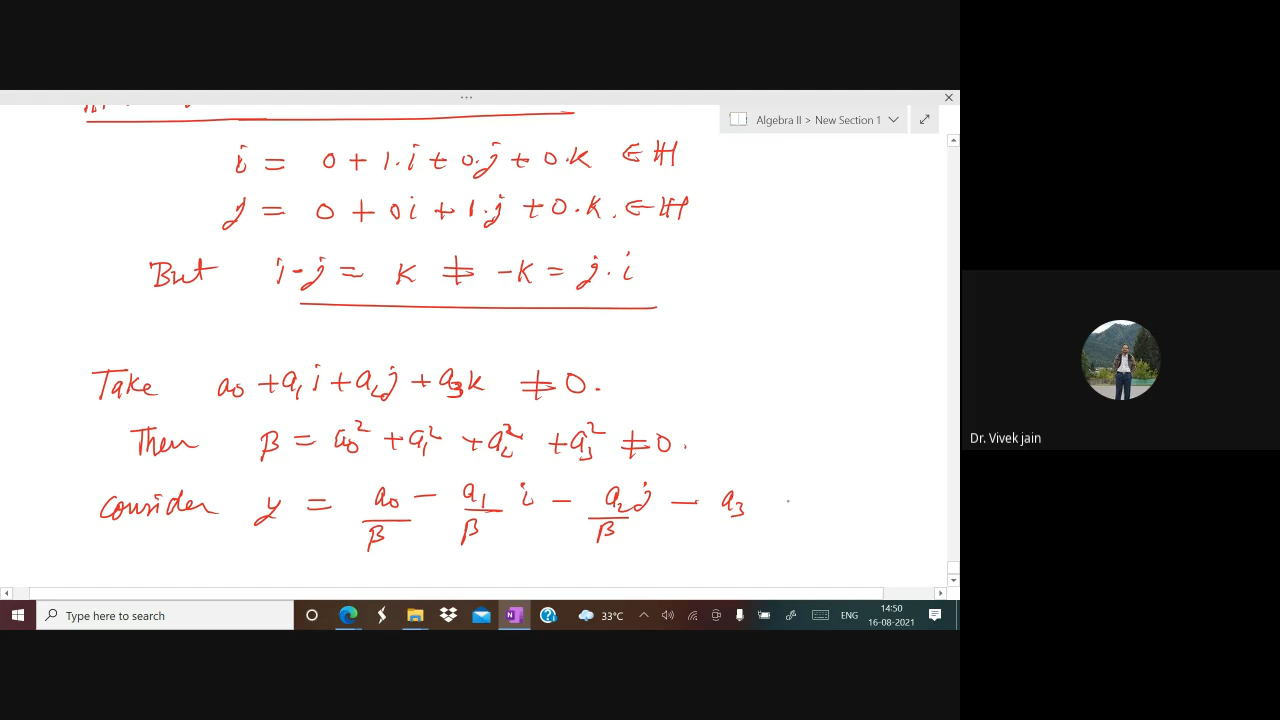 Algebra II > New Section 1
i = 0 + 1.i + 0.j + 0.k ∈ ℍ
j = 0 + 0i + 1.j + 0.k. ∈ ℍ
But i.j = k ≠ -k = j.i
Take a₀ + a₁i + a₂j + a₃k ≠ 0.
Then β = a₀² + a₁² + a₂² + a₃² ≠ 0.
Consider y = a₀/β - a₁/β i - a₂/β j - a₃
Dr. Vivek jain
Type here to search
33°C
ENG
14:50
16-08-2021